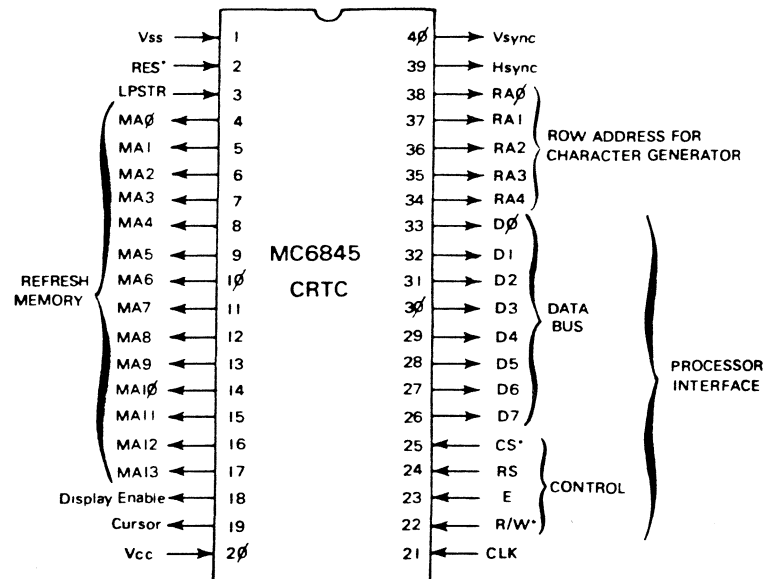 Vss 1 4Ø Vsync
RES* 2 39 Hsync
LPSTR 3 38 RAØ
MAØ 4 37 RA1
MA1 5 36 RA2
MA2 6 35 RA3
MA3 7 34 RA4
MA4 8 33 DØ
MA5 9 32 D1
MA6 1Ø 31 D2
MA7 11 3Ø D3
MA8 12 29 D4
MA9 13 28 D5
MA1Ø 14 27 D6
MA11 15 26 D7
MA12 16 25 CS*
MA13 17 24 RS
Display Enable 18 23 E
Cursor 19 22 R/W*
Vcc 2Ø 21 CLK
MC6845
CRTC
REFRESH
MEMORY
ROW ADDRESS FOR
CHARACTER GENERATOR
DATA
BUS
PROCESSOR
INTERFACE
CONTROL